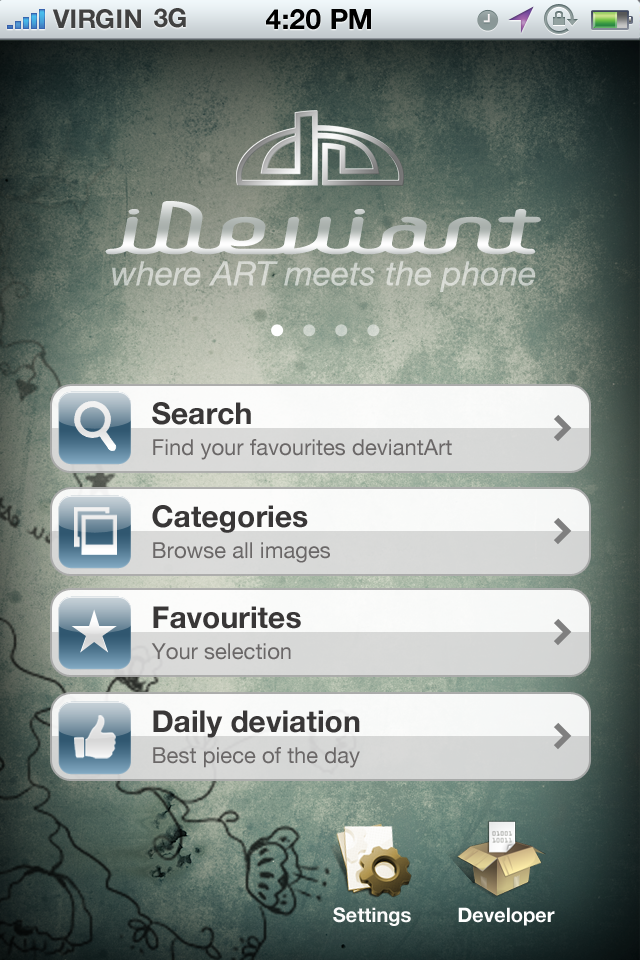 VIRGIN 3G 4:20 PM
iDeviant
where ART meets the phone
Search
Find your favourites deviantArt
Categories
Browse all images
Favourites
Your selection
Daily deviation
Best piece of the day
01001
10011
Settings Developer